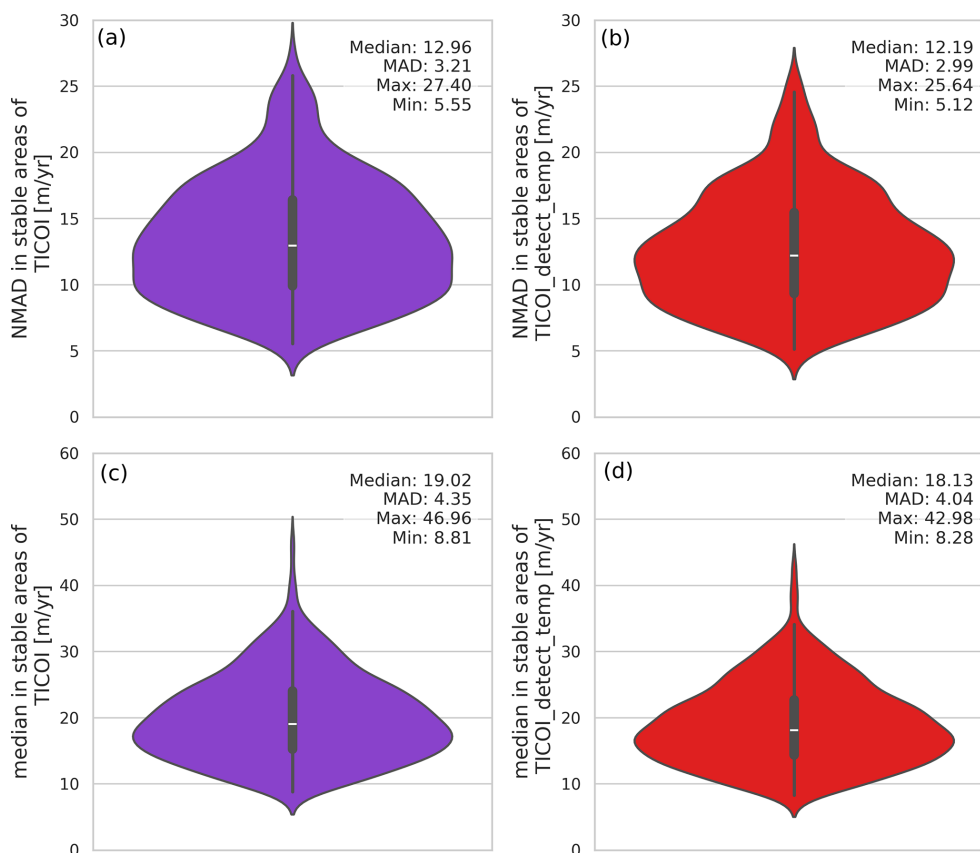 (a)
Median: 12.96
MAD: 3.21
Max: 27.40
Min: 5.55
NMAD in stable areas of
TICOI [m/yr]
30
25
20
15
10
5
0
(b)
Median: 12.19
MAD: 2.99
Max: 25.64
Min: 5.12
NMAD in stable areas of
TICOI_detect_temp [m/yr]
30
25
20
15
10
5
0
(c)
Median: 19.02
MAD: 4.35
Max: 46.96
Min: 8.81
median in stable areas of
TICOI [m/yr]
60
50
40
30
20
10
0
(d)
Median: 18.13
MAD: 4.04
Max: 42.98
Min: 8.28
median in stable areas of
TICOI_detect_temp [m/yr]
60
50
40
30
20
10
0